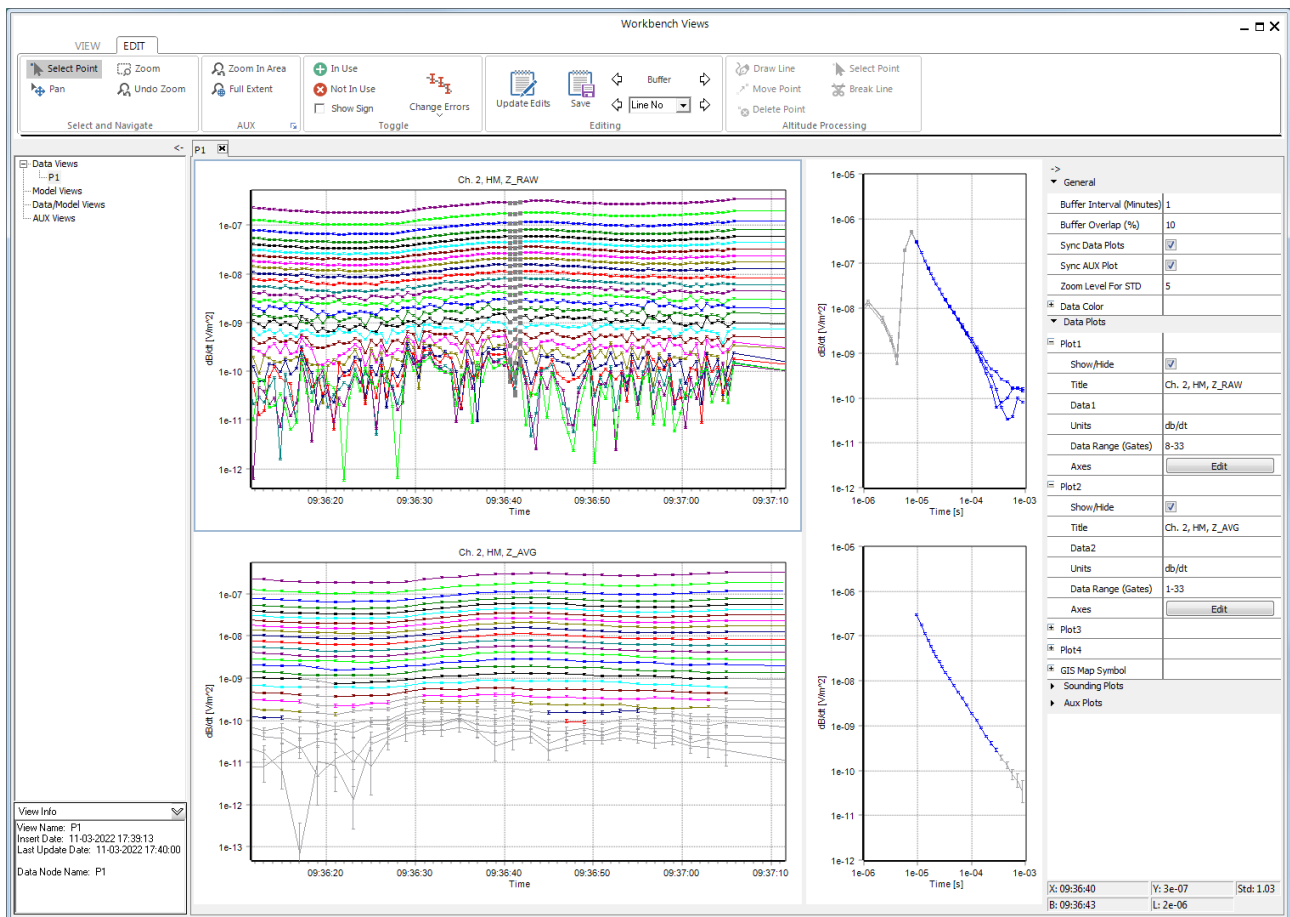 Workbench Views
VIEW EDIT
Select Point Zoom
Pan Undo Zoom
Select and Navigate
Zoom In Area
Full Extent
AUX
In Use
Not In Use
Show Sign
Change Errors
Toggle
Update Edits Save
Buffer
Line No
Editing
Draw Line Select Point
Move Point Break Line
Delete Point
Altitude Processing
<-
Data Views
P1
Model Views
Data/Model Views
AUX Views
View Info
View Name: P1
Insert Date: 11-03-2022 17:39:13
Last Update Date: 11-03-2022 17:40:00
Data Node Name: P1
P1
Ch. 2, HM, Z_RAW
dB/dt [V/m^2]
1e-07
1e-08
1e-09
1e-10
1e-11
1e-12
09:36:20 09:36:30 09:36:40 09:36:50 09:37:00 09:37:10
Time
dB/dt [V/m^2]
1e-05
1e-06
1e-07
1e-08
1e-09
1e-10
1e-11
1e-12
1e-06 1e-05 1e-04 1e-03
Time [s]
Ch. 2, HM, Z_AVG
dB/dt [V/m^2]
1e-07
1e-08
1e-09
1e-10
1e-11
1e-12
1e-13
09:36:20 09:36:30 09:36:40 09:36:50 09:37:00 09:37:10
Time
dB/dt [V/m^2]
1e-05
1e-06
1e-07
1e-08
1e-09
1e-10
1e-11
1e-12
1e-06 1e-05 1e-04 1e-03
Time [s]
->
General
Buffer Interval (Minutes) 1
Buffer Overlap (%) 10
Sync Data Plots
Sync AUX Plot
Zoom Level For STD 5
Data Color
Data Plots
Plot1
Show/Hide
Title Ch. 2, HM, Z_RAW
Data1
Units db/dt
Data Range (Gates) 8-33
Axes Edit
Plot2
Show/Hide
Title Ch. 2, HM, Z_AVG
Data2
Units db/dt
Data Range (Gates) 1-33
Axes Edit
Plot3
Plot4
GIS Map Symbol
Sounding Plots
Aux Plots
X: 09:36:40 Y: 3e-07 Std: 1.03
B: 09:36:43 L: 2e-06